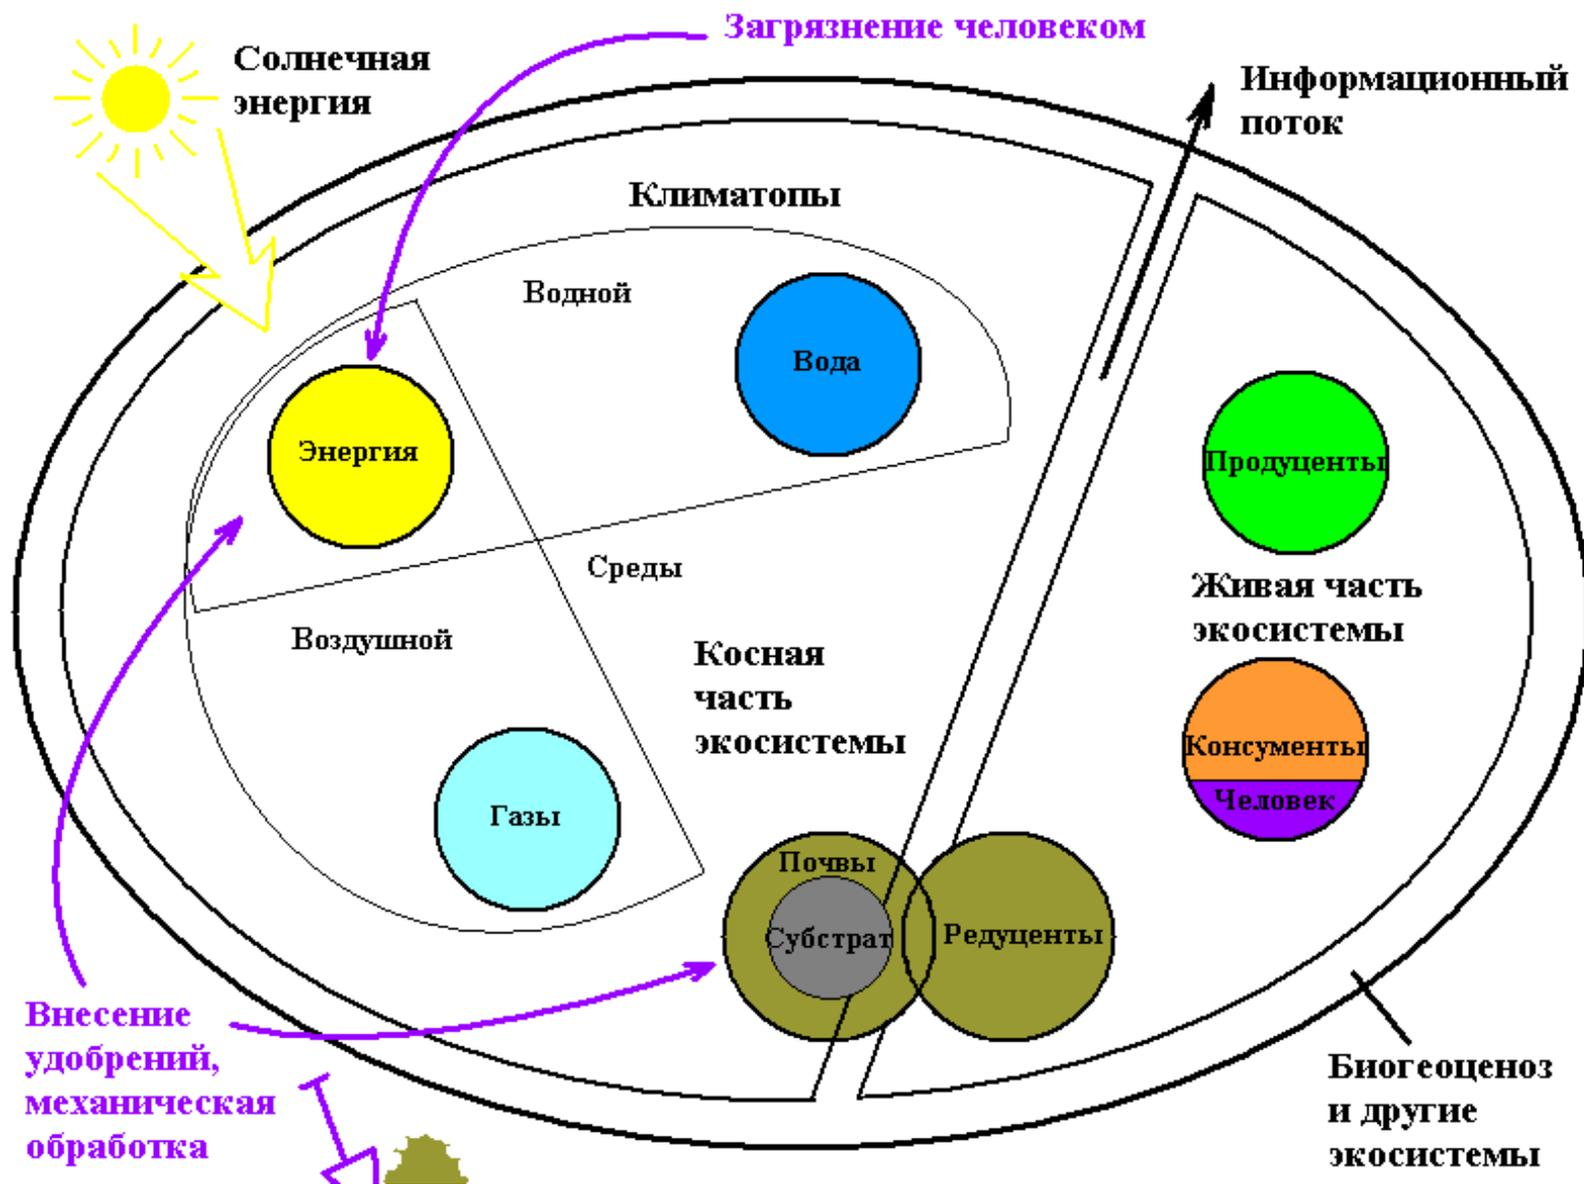 Загрязнение человеком
Солнечная
энергия
Информационный
поток
Климатопы
Водной
Вода
Энергия
Продуценты
Среды
Живая часть
экосистемы
Воздушной
Косная
часть
экосистемы
Консументы
Человек
Газы
Почвы
Субстрат
Редуценты
Внесение
удобрений,
механическая
обработка
Биогеоценоз
и другие
экосистемы